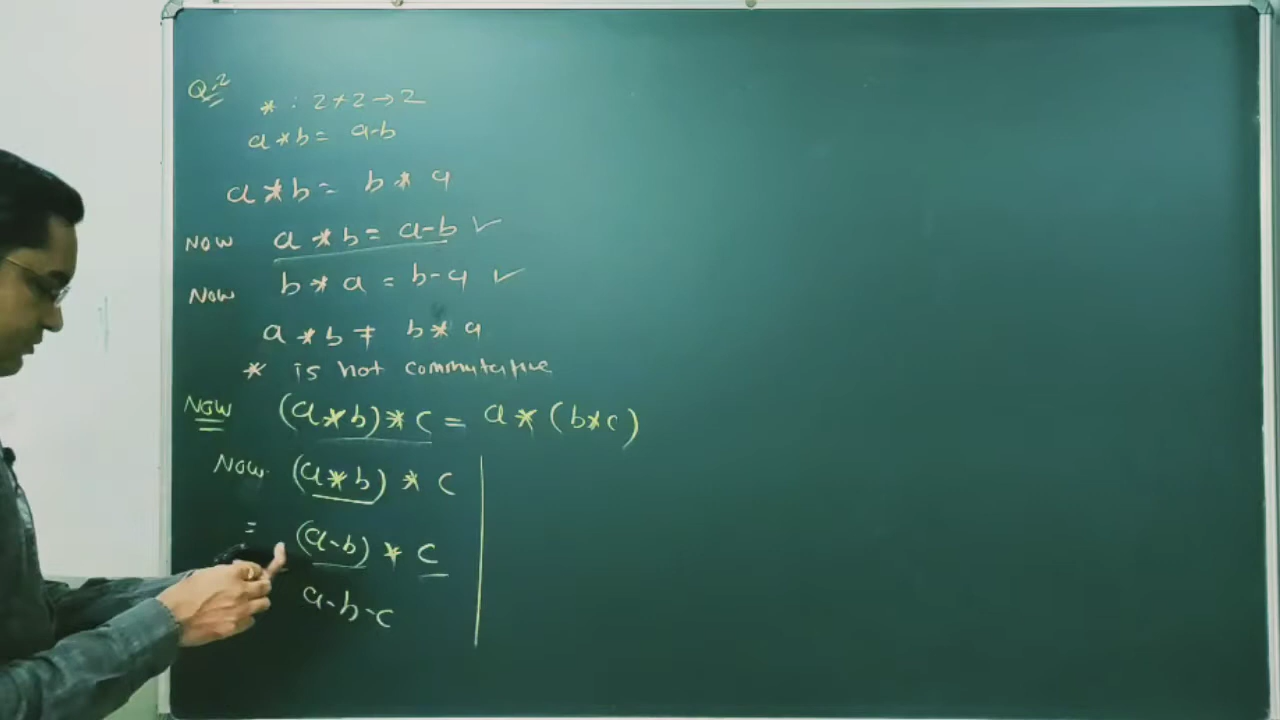 Q:2
* : Z × Z → Z
a * b = a-b
a * b = b * a
Now a * b = a-b ✓
Now b * a = b-a ✓
a * b ≠ b * a
* is not commutative
Now (a * b) * c = a * (b * c)
Now (a * b) * c
= (a-b) * c
a-b-c